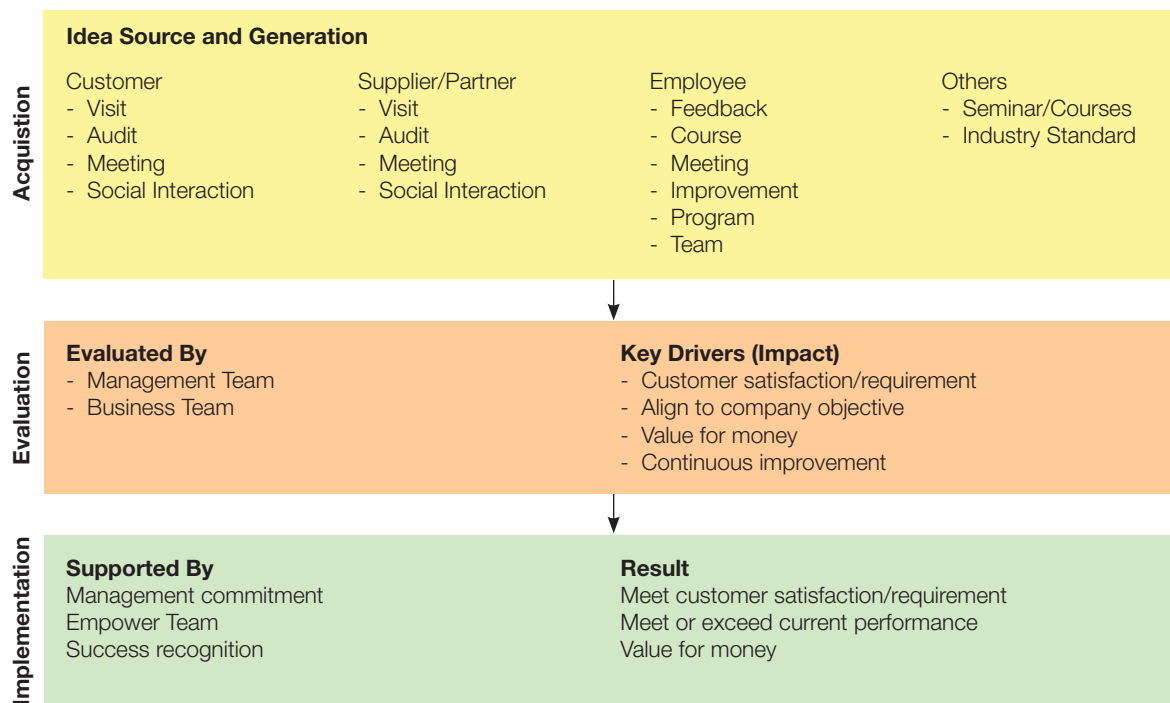 Acquistion
Idea Source and Generation
Customer
- Visit
- Audit
- Meeting
- Social Interaction
Supplier/Partner
- Visit
- Audit
- Meeting
- Social Interaction
Employee
- Feedback
- Course
- Meeting
- Improvement
- Program
- Team
Others
- Seminar/Courses
- Industry Standard
Evaluation
Evaluated By
- Management Team
- Business Team
Key Drivers (Impact)
- Customer satisfaction/requirement
- Align to company objective
- Value for money
- Continuous improvement
Implementation
Supported By
Management commitment
Empower Team
Success recognition
Result
Meet customer satisfaction/requirement
Meet or exceed current performance
Value for money